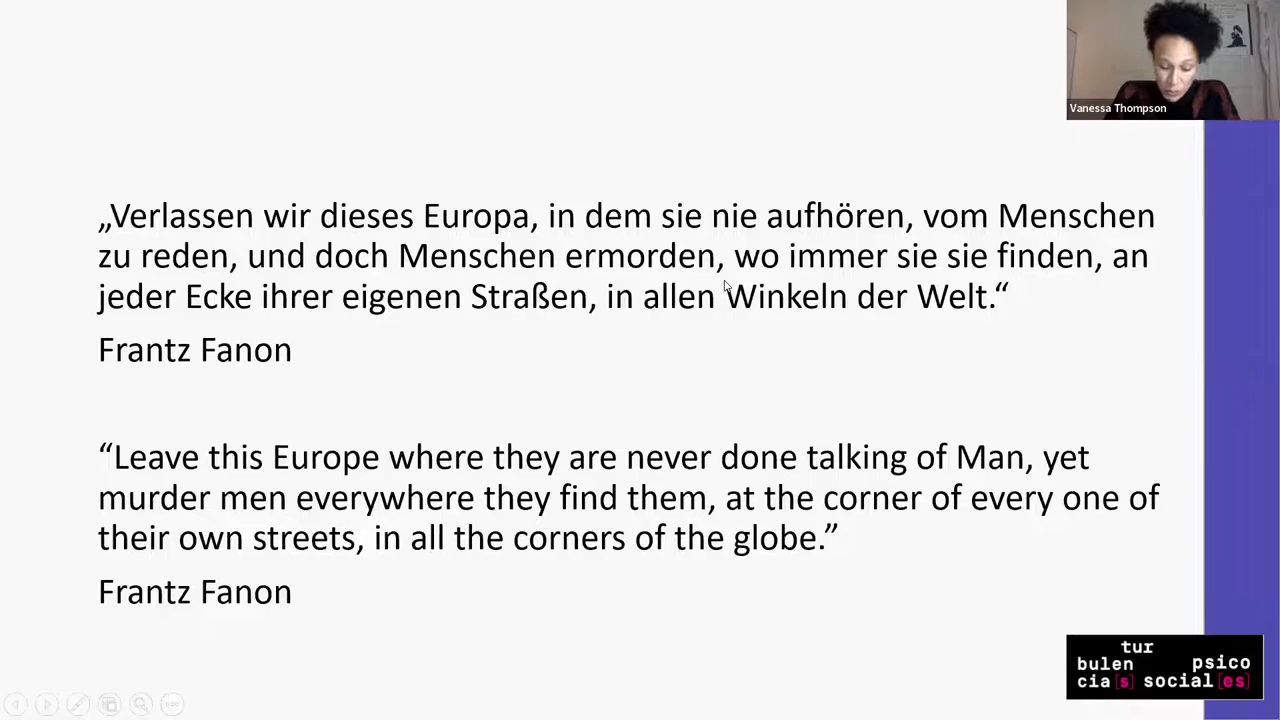 Vanessa Thompson
„Verlassen wir dieses Europa, in dem sie nie aufhören, vom Menschen
zu reden, und doch Menschen ermorden, wo immer sie sie finden, an
jeder Ecke ihrer eigenen Straßen, in allen Winkeln der Welt.“
Frantz Fanon
“Leave this Europe where they are never done talking of Man, yet
murder men everywhere they find them, at the corner of every one of
their own streets, in all the corners of the globe.”
Frantz Fanon
tur
bulen psico
cia[s] social[es]